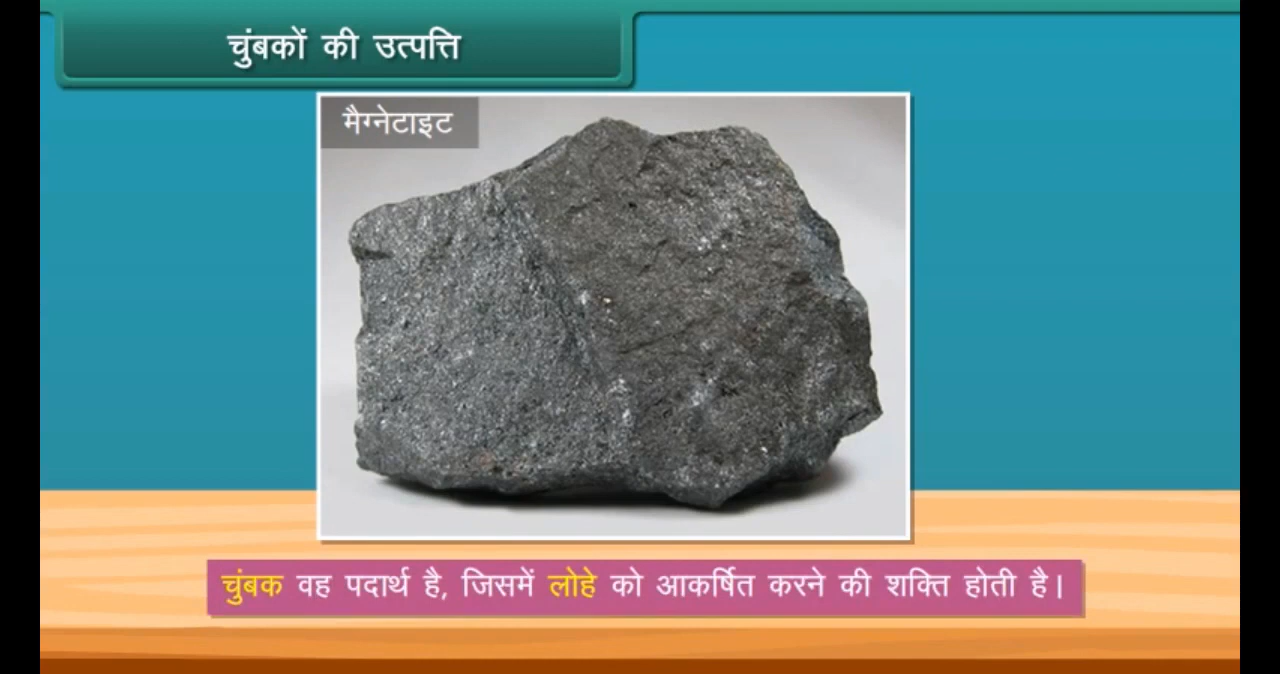 चुंबकों की उत्पत्ति
मैग्नेटाइट
चुंबक वह पदार्थ है, जिसमें लोहे को आकर्षित करने की शक्ति होती है।